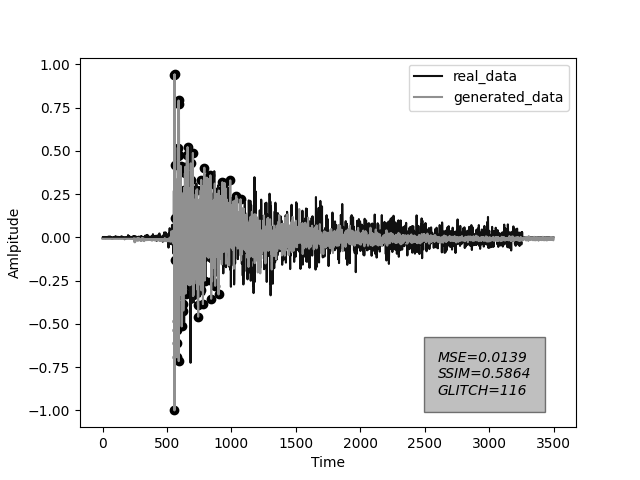 real_data
generated_data
1.00
0.75
0.50
0.25
0.00
−0.25
−0.50
−0.75
−1.00
Amlpitude
MSE=0.0139
SSIM=0.5864
GLITCH=116
0 500 1000 1500 2000 2500 3000 3500
Time